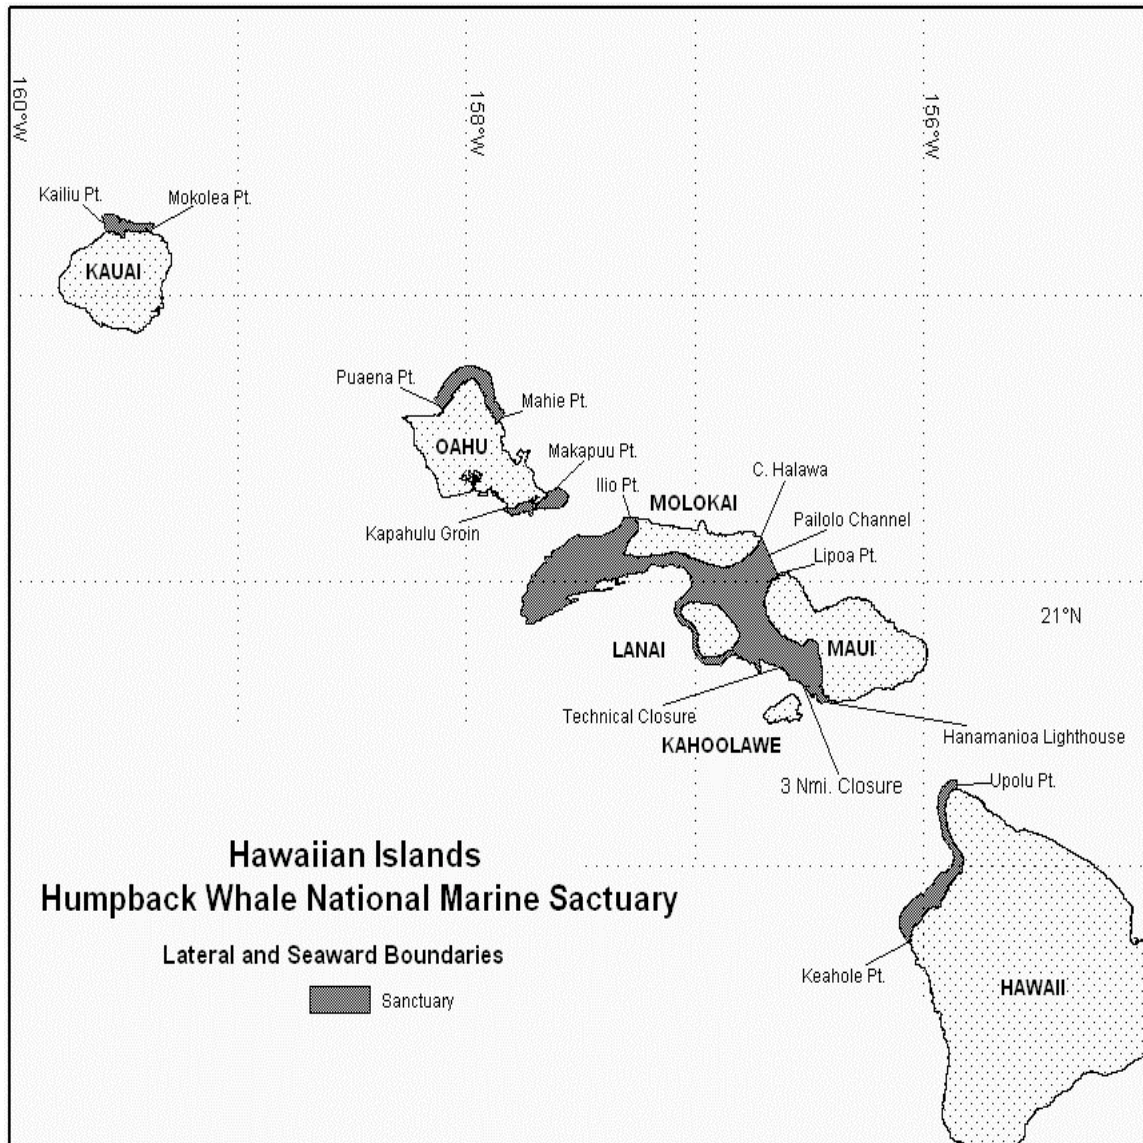 160°W
158°W
156°W
Kailiu Pt.
Mokolea Pt.
KAUAI
Puaena Pt.
Mahie Pt.
OAHU
Makapuu Pt.
C. Halawa
Ilio Pt.
MOLOKAI
Pailolo Channel
Kapahulu Groin
Lipoa Pt.
21°N
LANAI
MAUI
Technical Closure
KAHOOLAWE
Hanamanioa Lighthouse
3 Nmi. Closure
Upolu Pt.
Hawaiian Islands
Humpback Whale National Marine Sactuary
Lateral and Seaward Boundaries
Keahole Pt.
HAWAII
Sanctuary